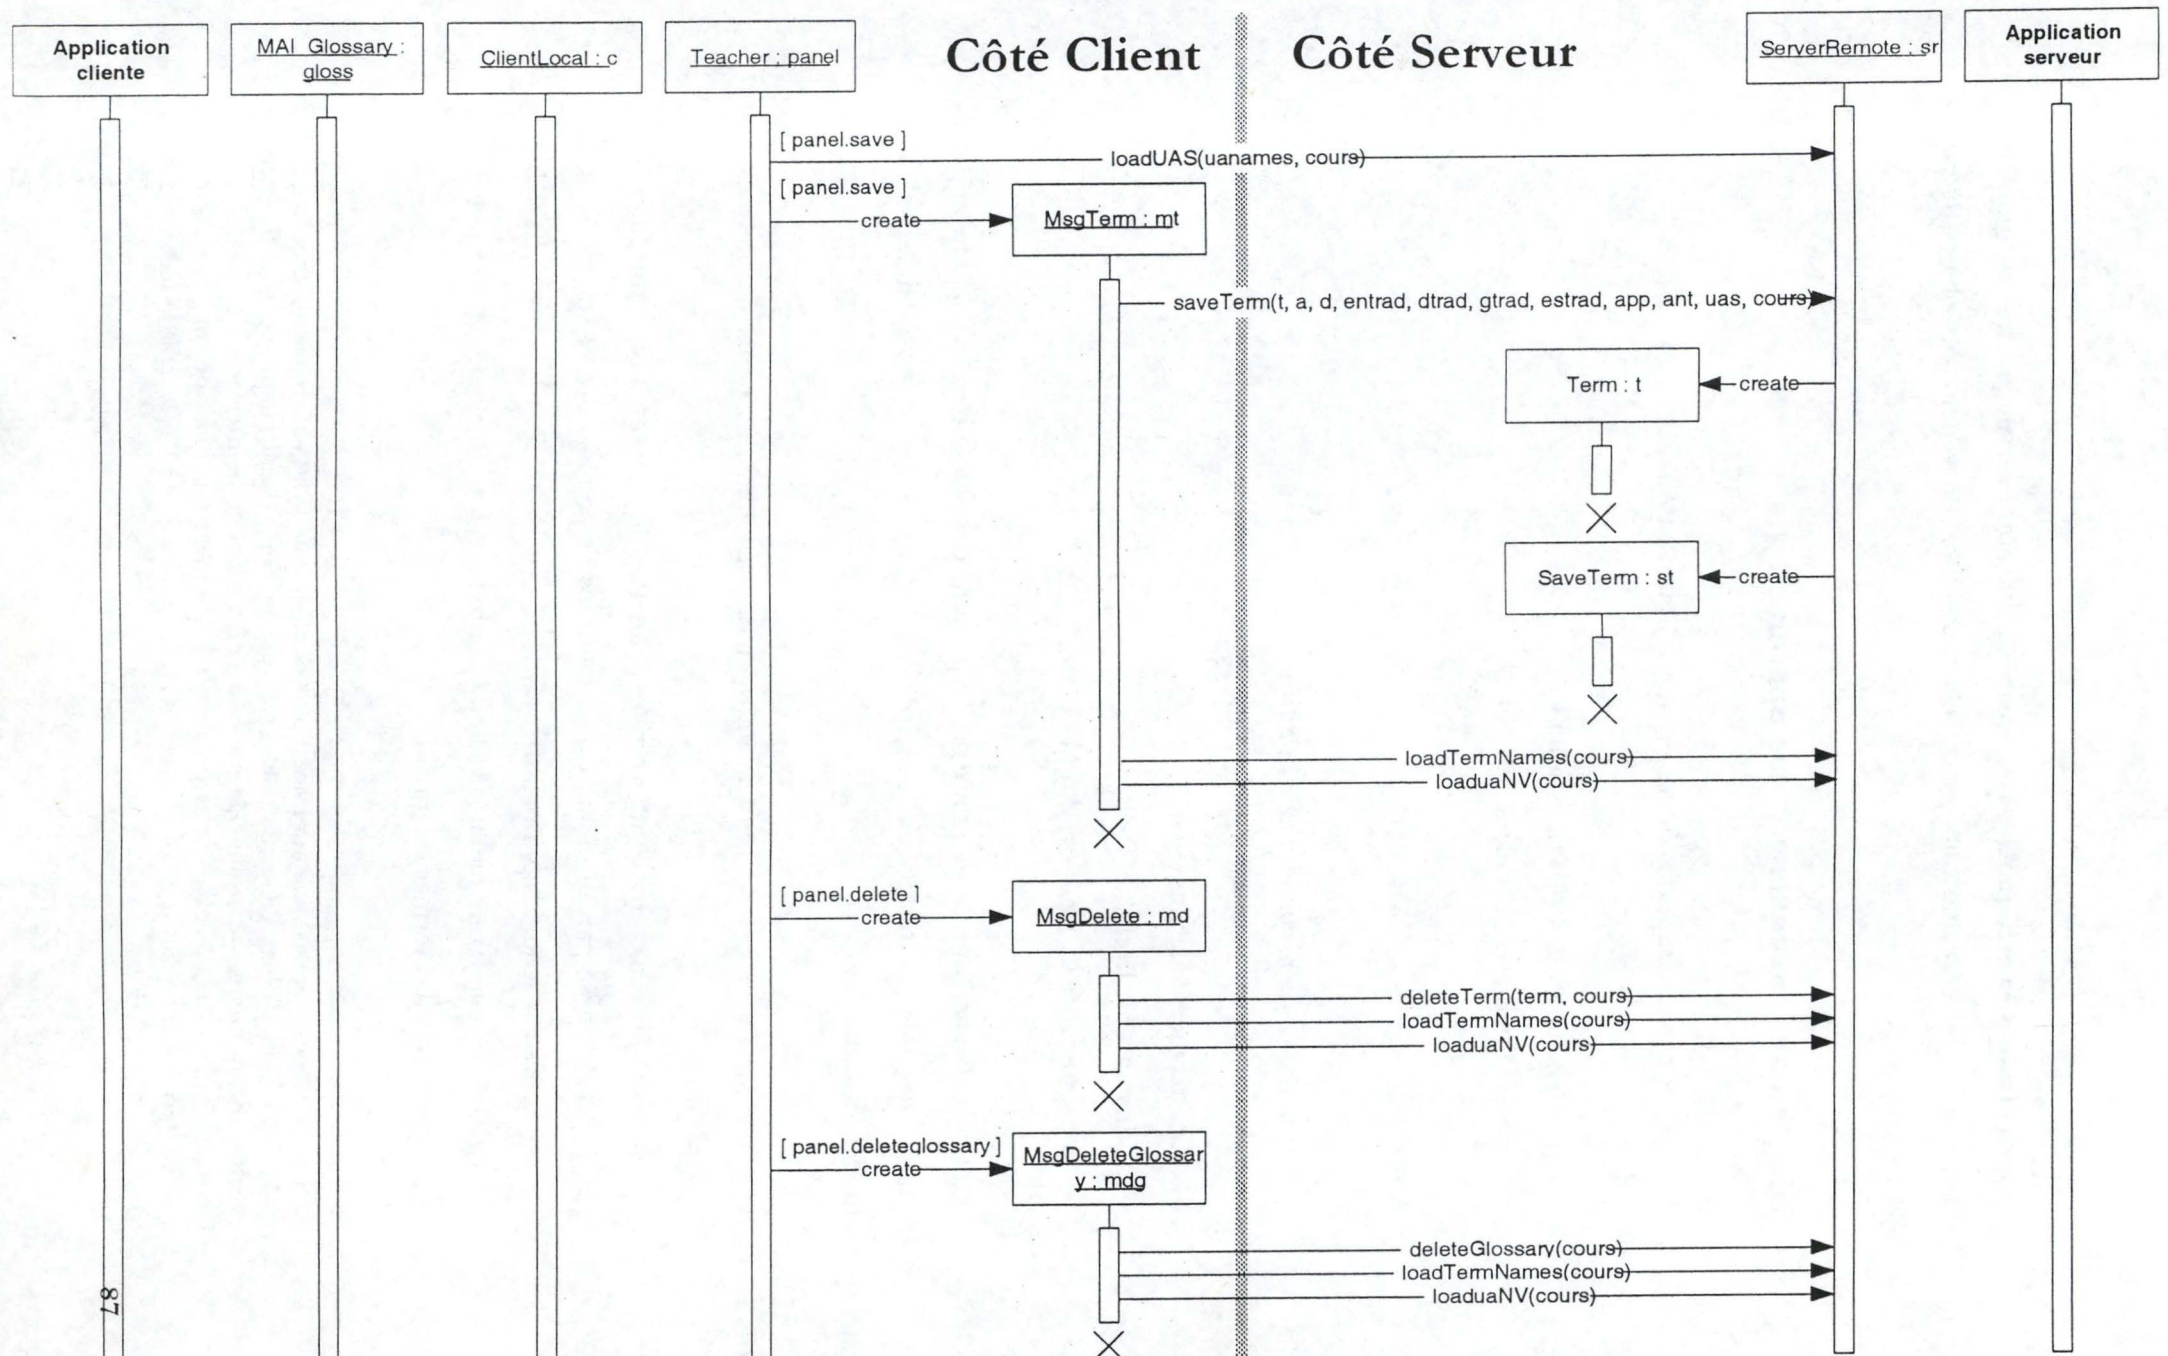 Application
cliente
MAI_Glossary :
gloss
ClientLocal : c
Teacher : panel
Côté Client
Côté Serveur
ServerRemote : sr
Application
serveur
[ panel.save ]
loadUAS(uanames, cours)
[ panel.save ]
create
MsgTerm : mt
saveTerm(t, a, d, entrad, dtrad, gtrad, estrad, app, ant, uas, cours)
Term : t
create
SaveTerm : st
create
loadTermNames(cours)
loaduaNV(cours)
[ panel.delete ]
create
MsgDelete : md
deleteTerm(term, cours)
loadTermNames(cours)
loaduaNV(cours)
[ panel.deleteglossary ]
create
MsgDeleteGlossar
y : mdg
deleteGlossary(cours)
loadTermNames(cours)
loaduaNV(cours)
87